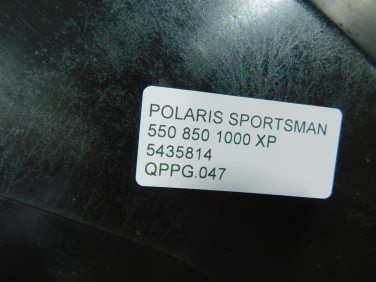 POLARIS SPORTSMAN
550 850 1000 XP
5435814
QPPG.047